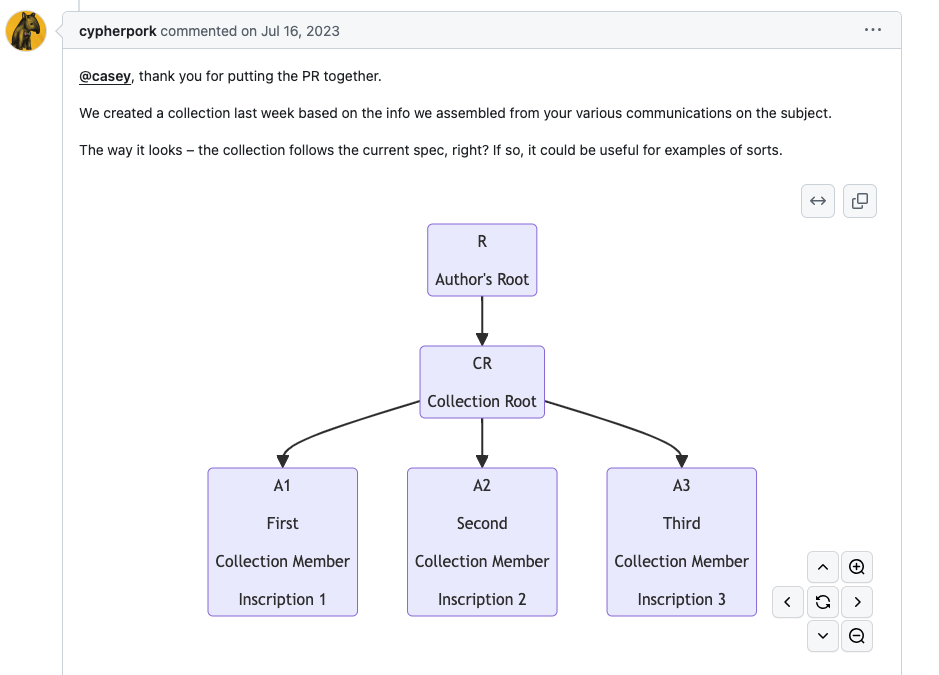 cypherpork commented on Jul 16, 2023
@casey, thank you for putting the PR together.
We created a collection last week based on the info we assembled from your various communications on the subject.
The way it looks – the collection follows the current spec, right? If so, it could be useful for examples of sorts.
R
Author's Root
CR
Collection Root
A1
First
Collection Member
Inscription 1
A2
Second
Collection Member
Inscription 2
A3
Third
Collection Member
Inscription 3